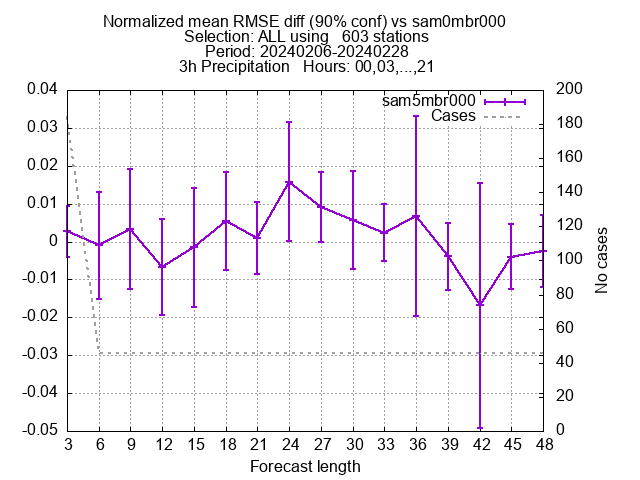 Normalized mean RMSE diff (90% conf) vs sam0mbr000
Selection: ALL using   603 stations
Period: 20240206-20240228
3h Precipitation   Hours: 00,03,...,21
sam5mbr000
Cases
0.04
0.03
0.02
0.01
0
-0.01
-0.02
-0.03
-0.04
-0.05
200
180
160
140
120
100
80
60
40
20
0
No cases
3 6 9 12 15 18 21 24 27 30 33 36 39 42 45 48
Forecast length